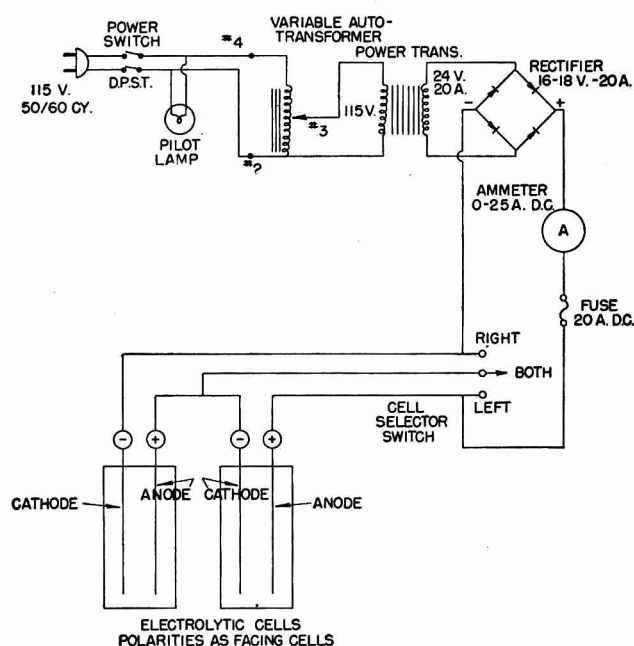 VARIABLE AUTO-
TRANSFORMER
POWER
SWITCH
#4
POWER TRANS.
D.P.S.T.
115 V.
50/60 CY.
PILOT
LAMP
#3
#?
115V.
24 V.
20 A.
RECTIFIER
16-18 V.-20A.
-
+
AMMETER
0-25 A. D.C.
A
FUSE
20 A. D.C.
RIGHT
BOTH
LEFT
CELL
SELECTOR
SWITCH
- + - +
CATHODE
ANODE
CATHODE
ANODE
ELECTROLYTIC CELLS
POLARITIES AS FACING CELLS